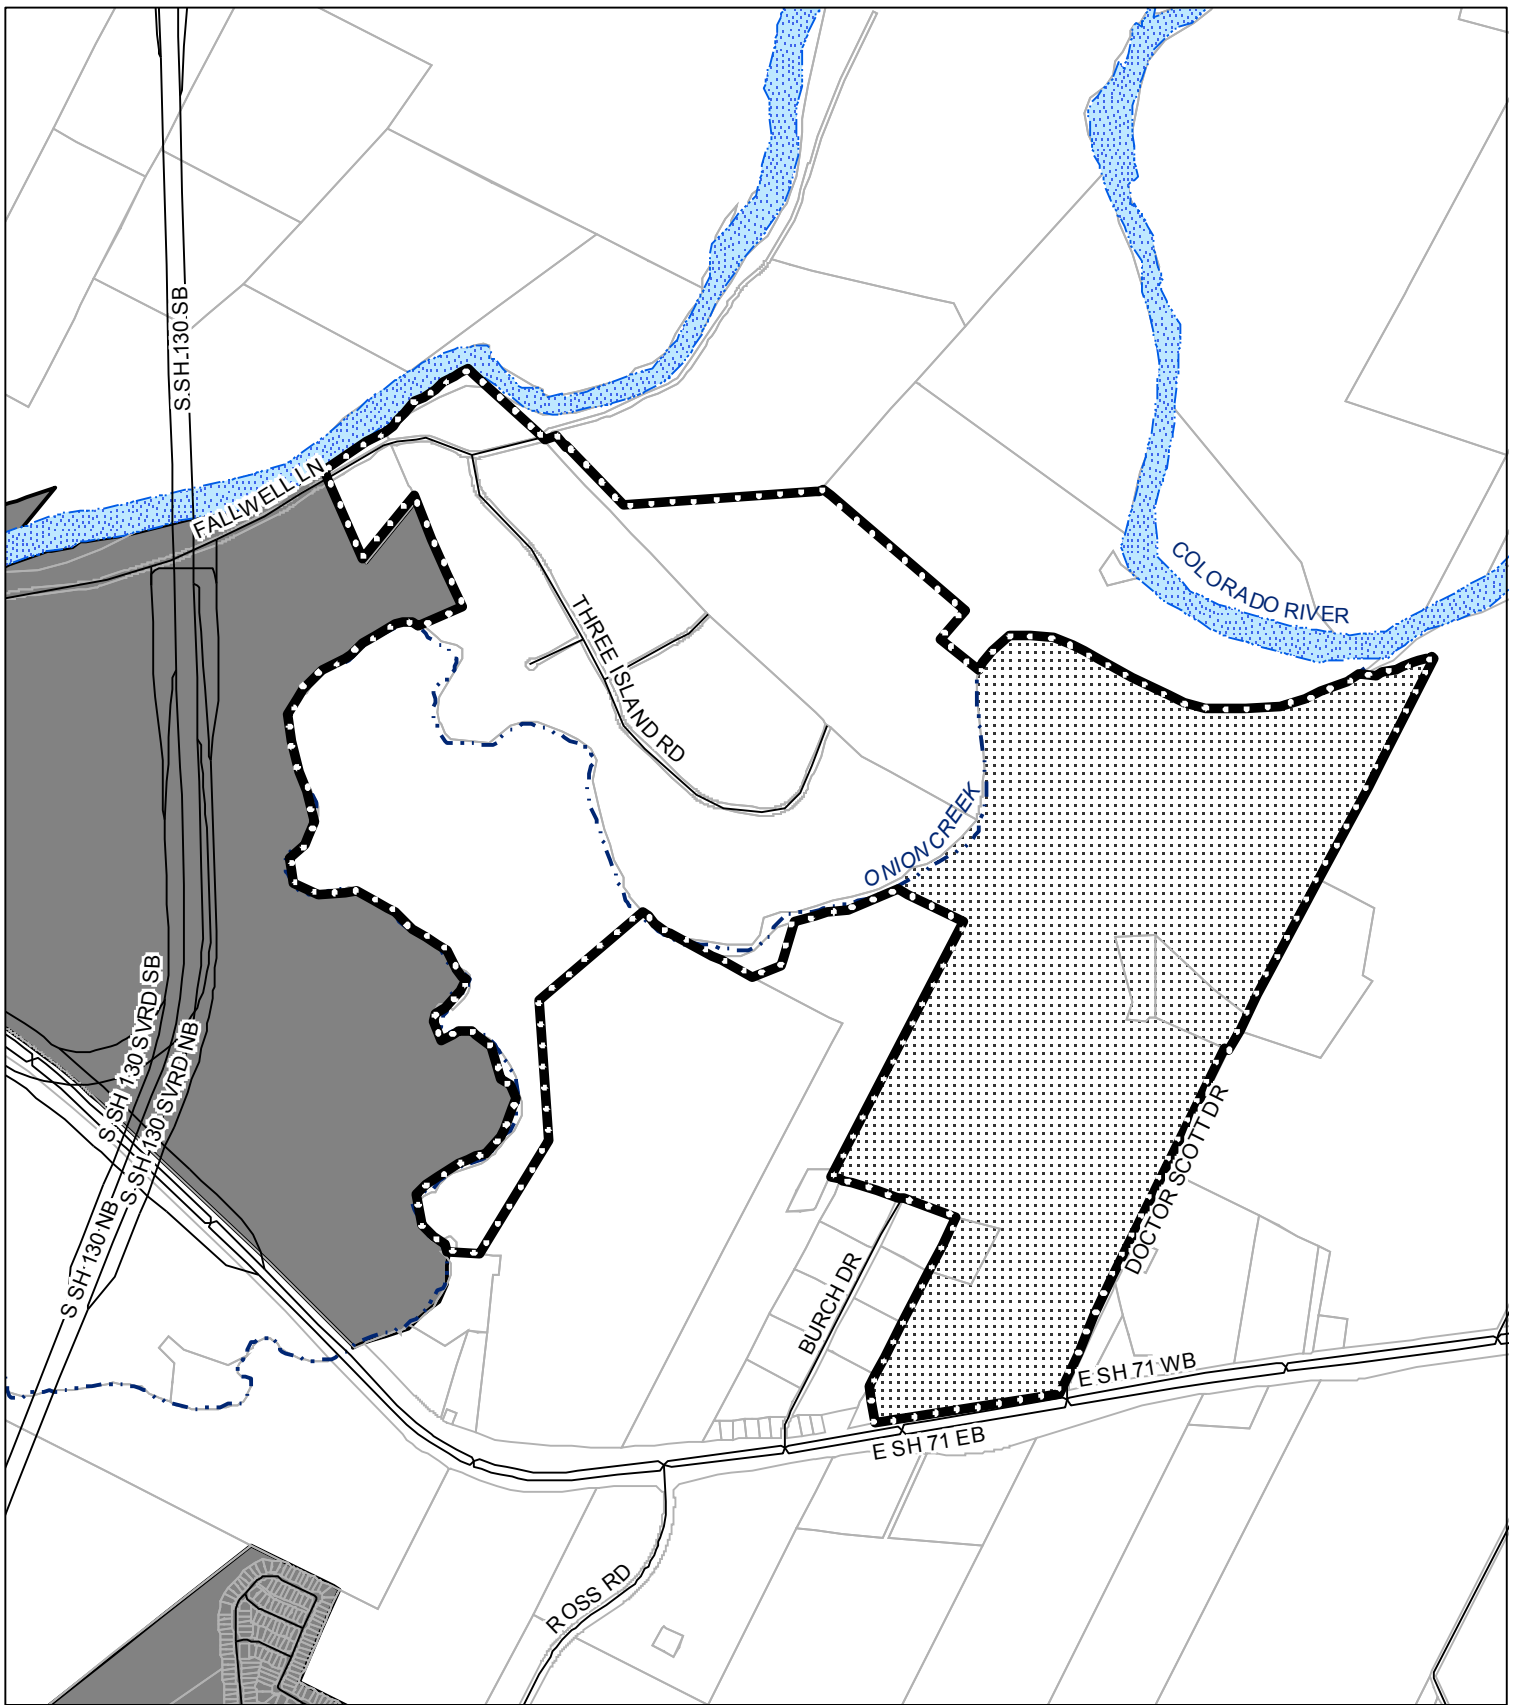 S SH 130 SB
FALLWELL LN
COLORADO RIVER
THREE ISLAND RD
ONION CREEK
S SH 130 SVRD SB
S SH 130 SVRD NB
S SH 130 NB
DOCTOR SCOTT DR
BURCH DR
E SH 71 WB
E SH 71 EB
ROSS RD